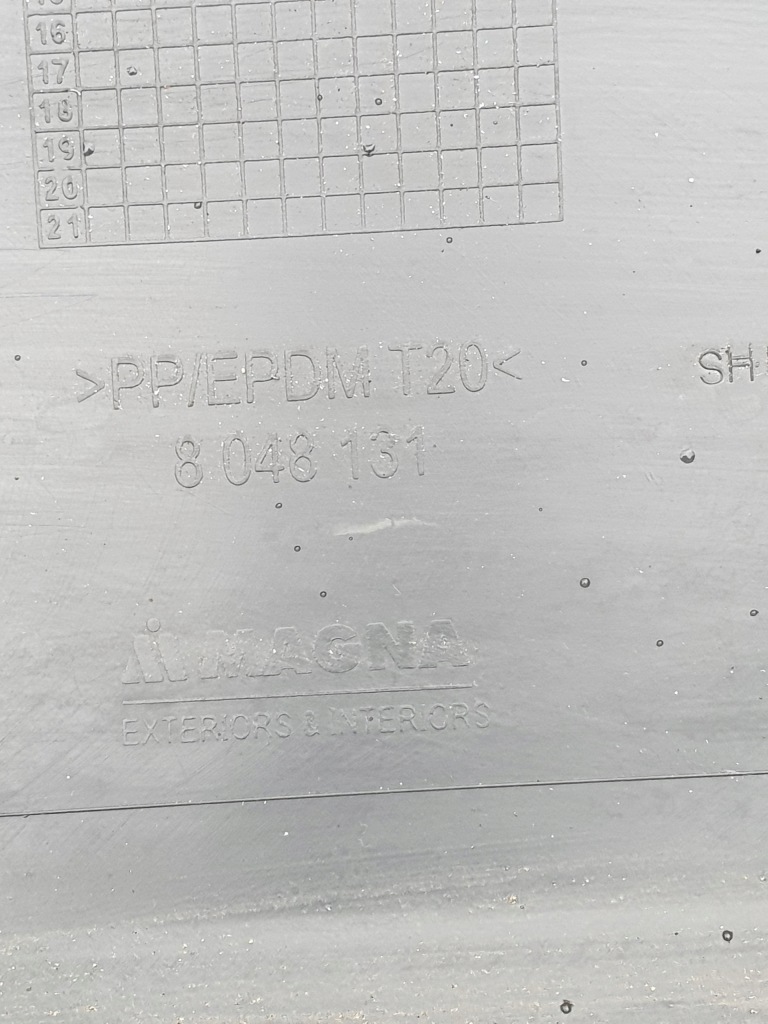 16
17
18
19
20
21
>PP/EPDM T20<
SH
8 048 131
MAGNA
EXTERIORS & INTERIORS